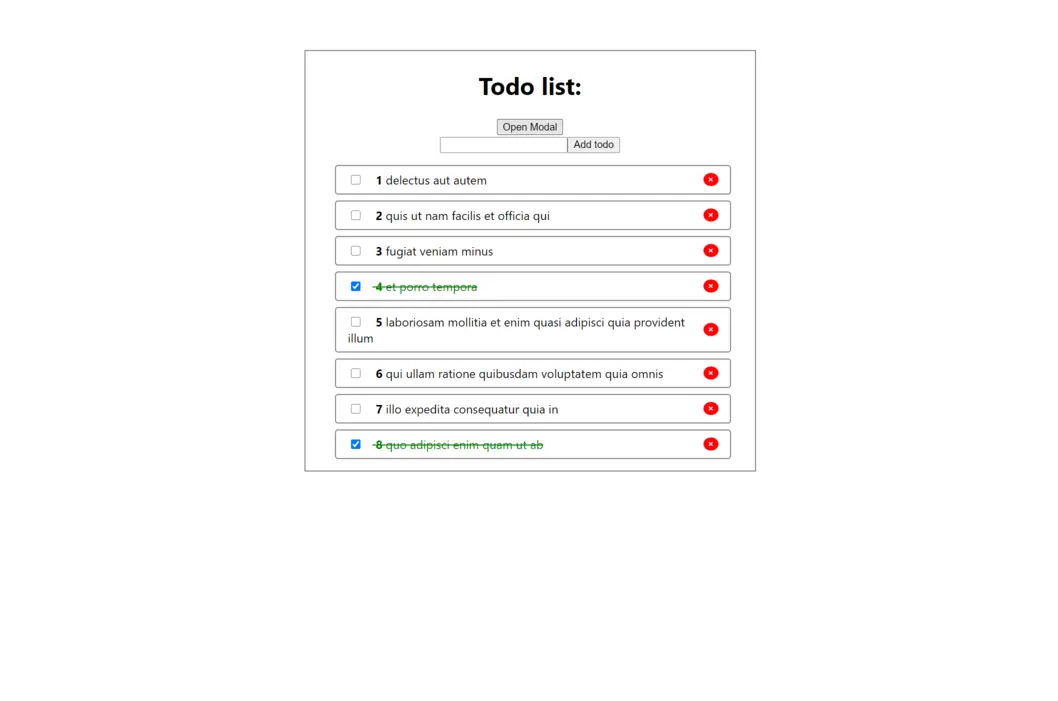 Todo list:
Open Modal
Add todo
1 delectus aut autem
2 quis ut nam facilis et officia qui
3 fugiat veniam minus
4 et porro tempora
5 laboriosam mollitia et enim quasi adipisci quia provident
illum
6 qui ullam ratione quibusdam voluptatem quia omnis
7 illo expedita consequatur quia in
8 quo adipisci enim quam ut ab